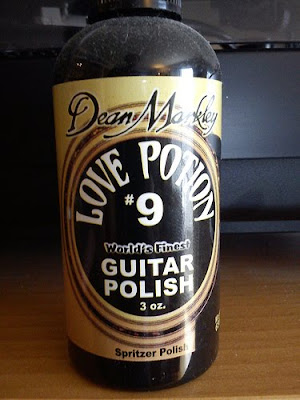 Dean Markley
LOVE POTION
#9
World's Finest
GUITAR
POLISH
3 oz.
Spritzer Polish